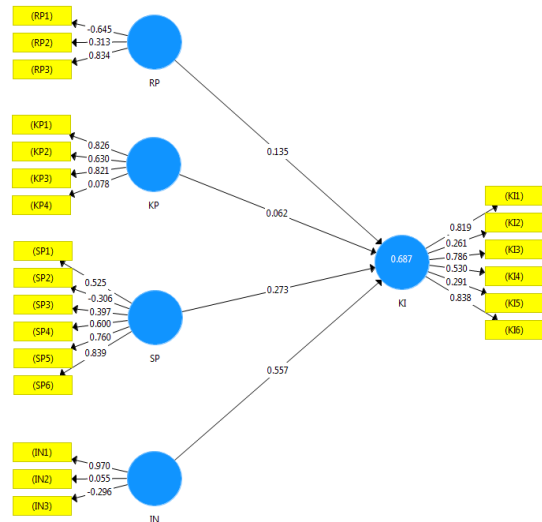 (RP1)
-0.645
(RP2)
0.313
(RP3)
0.834
RP
(KP1)
0.826
(KP2)
0.630
(KP3)
0.821
(KP4)
0.078
KP
(SP1)
0.525
(SP2)
-0.306
(SP3)
0.397
(SP4)
0.600
(SP5)
0.760
(SP6)
0.839
SP
(IN1)
0.970
(IN2)
0.055
(IN3)
-0.296
IN
0.135
0.062
0.273
0.557
0.687
KI
0.819
(KI1)
0.261
(KI2)
0.786
(KI3)
0.530
(KI4)
0.291
(KI5)
0.838
(KI6)